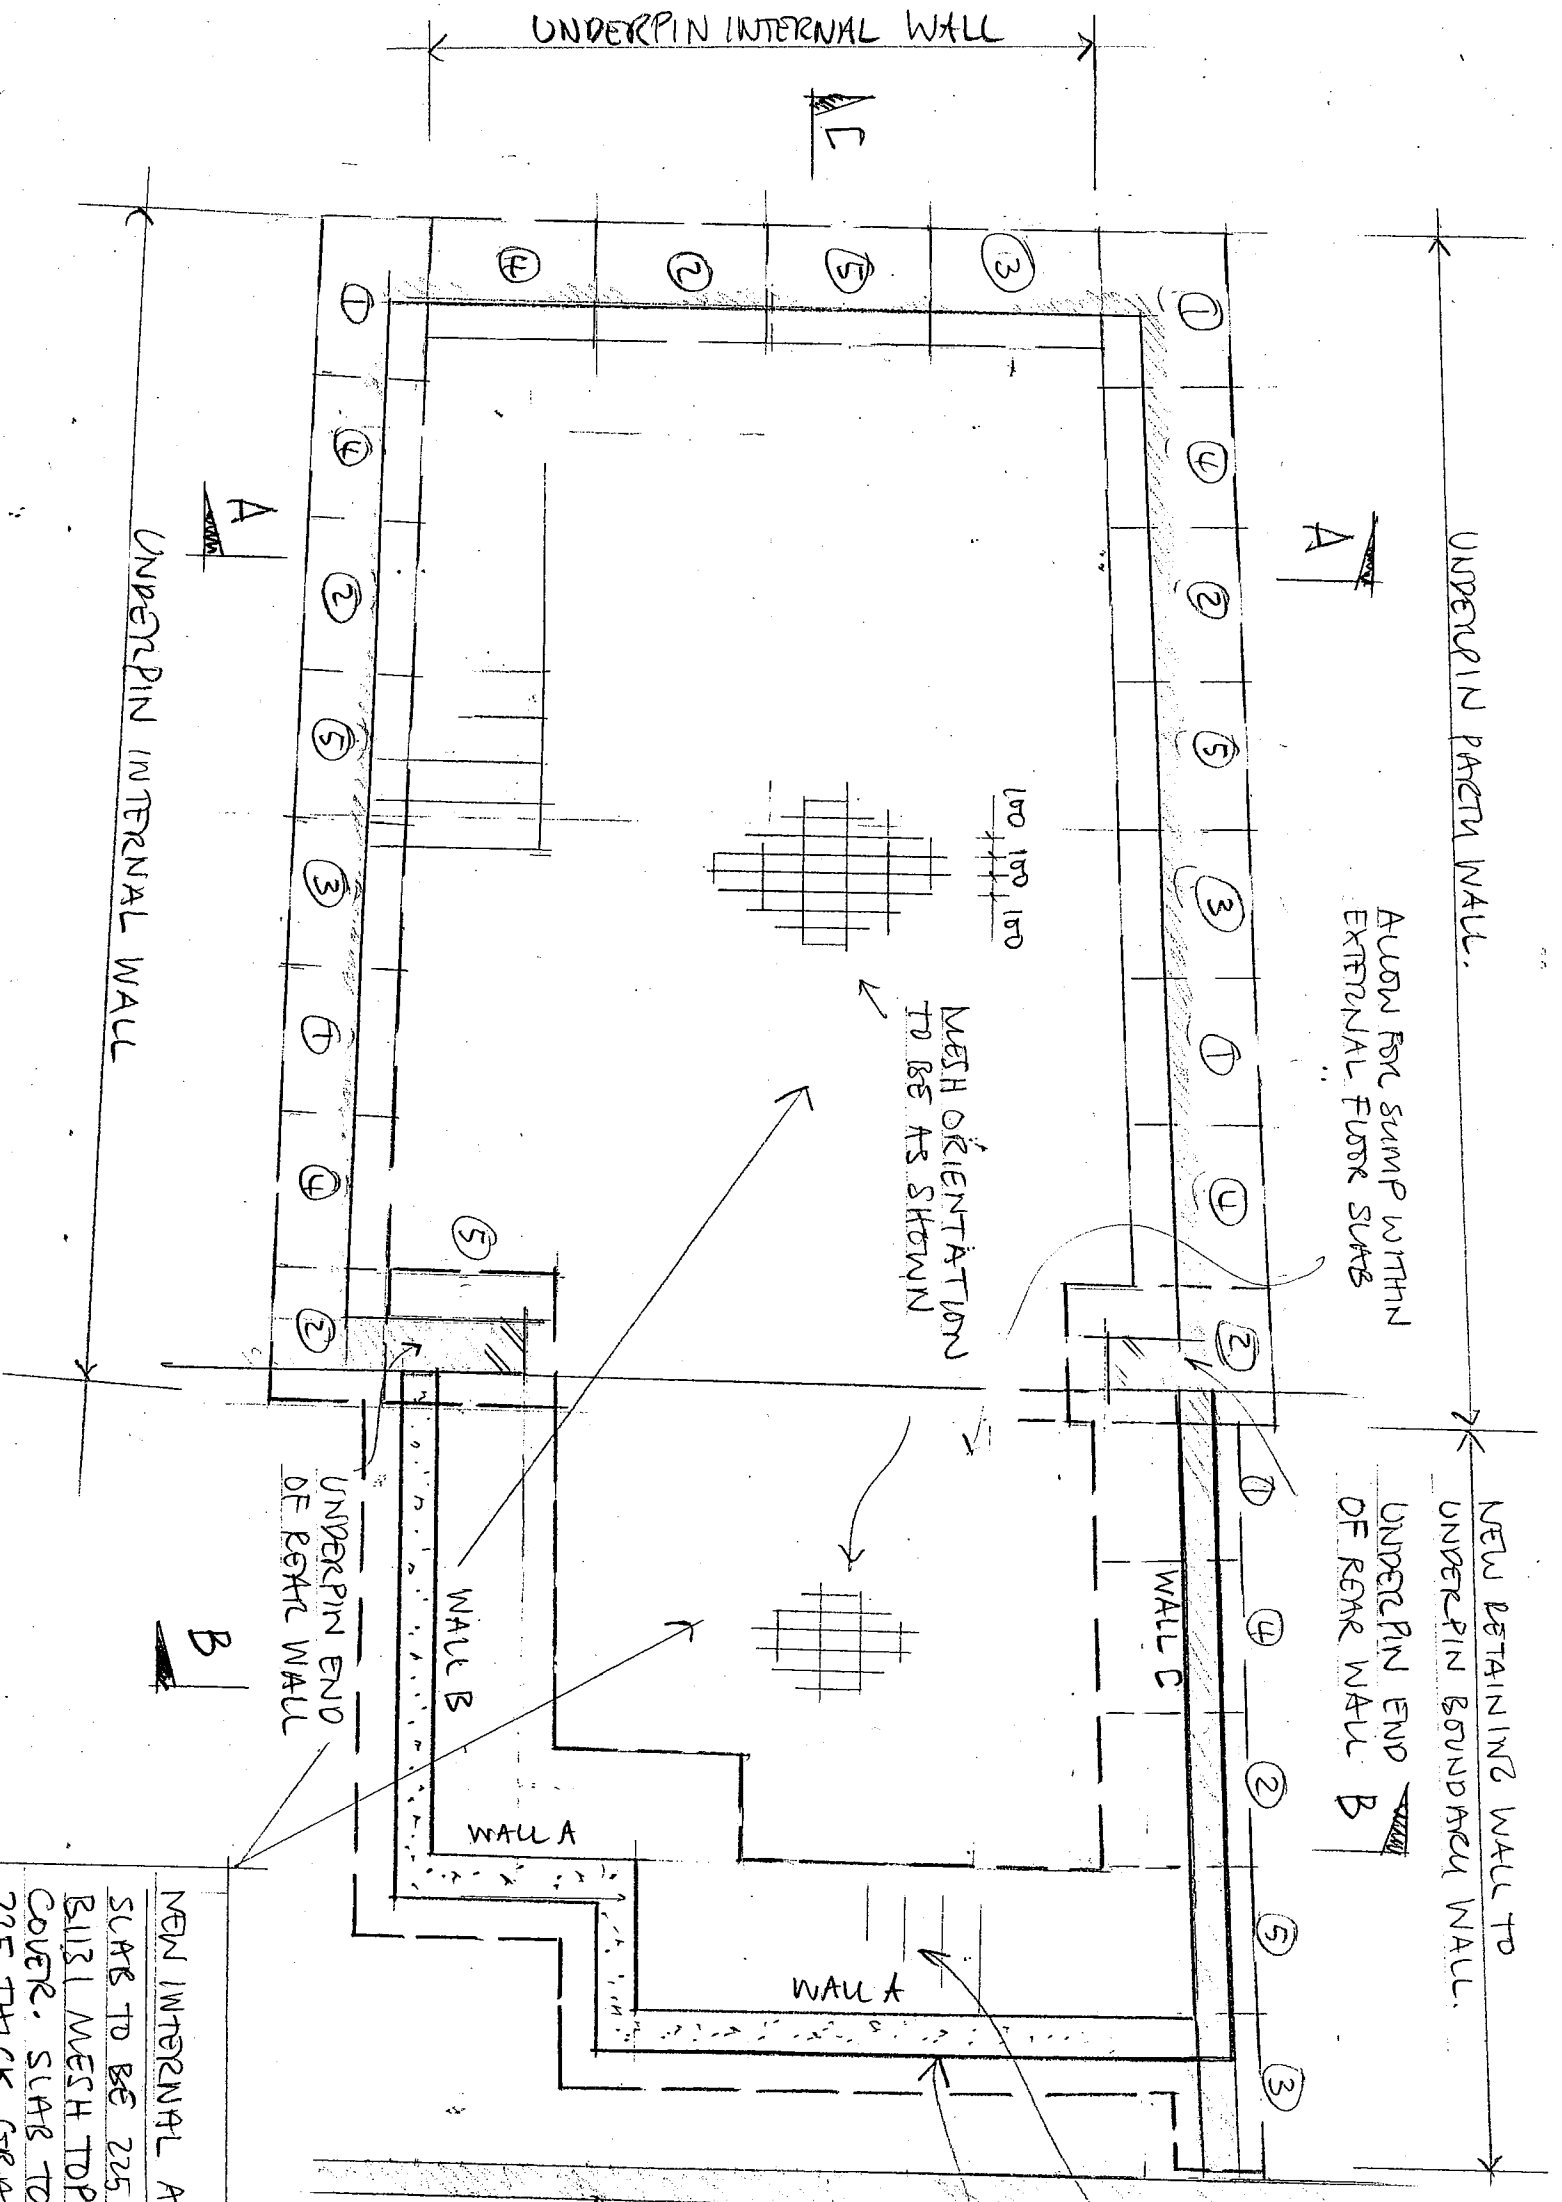 UNDERPIN INTERNAL WALL
C
UNDERPIN PARTY WALL.
NEW RETAINING WALL TO
UNDERPIN BOUNDARY WALL.
ALLOW FOR SUMP WITHIN
EXTERNAL FLOOR SLAB
UNDERPIN END
OF REAR WALL
A
B
1
4
2
5
3
1
4
2
1
4
2
5
3
3
5
2
4
100 100 100
MESH ORIENTATION
TO BE AS SHOWN
WALL C
WALL A
WALL A
WALL B
5
1
4
2
5
3
1
4
2
A
B
UNDERPIN END
OF REAR WALL
UNDERPIN INTERNAL WALL
NEW INTERNAL A
SLAB TO BE 225
B1131 MESH TOP
COVER. SLAB TO
225 THICK GRA